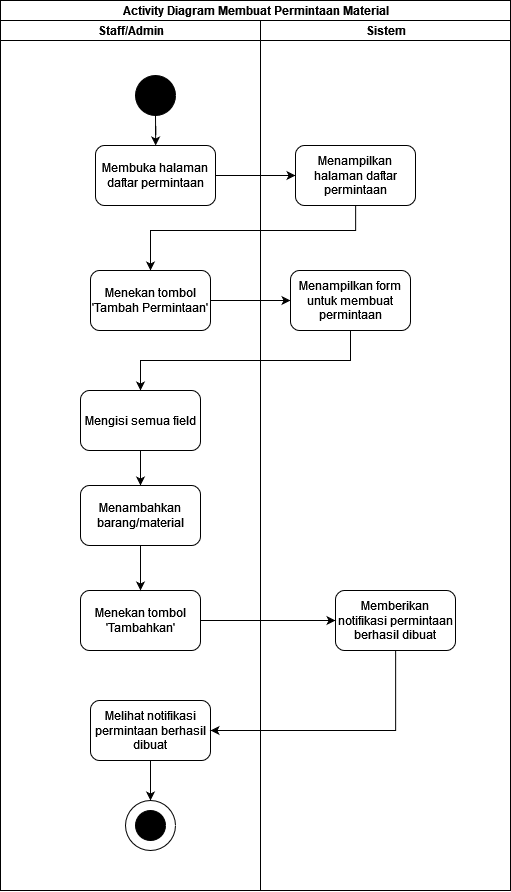 Activity Diagram Membuat Permintaan Material
Staff/Admin
Sistem
Membuka halaman
daftar permintaan
Menampilkan
halaman daftar
permintaan
Menekan tombol
'Tambah Permintaan'
Menampilkan form
untuk membuat
permintaan
Mengisi semua field
Menambahkan
barang/material
Menekan tombol
'Tambahkan'
Memberikan
notifikasi permintaan
berhasil dibuat
Melihat notifikasi
permintaan berhasil
dibuat